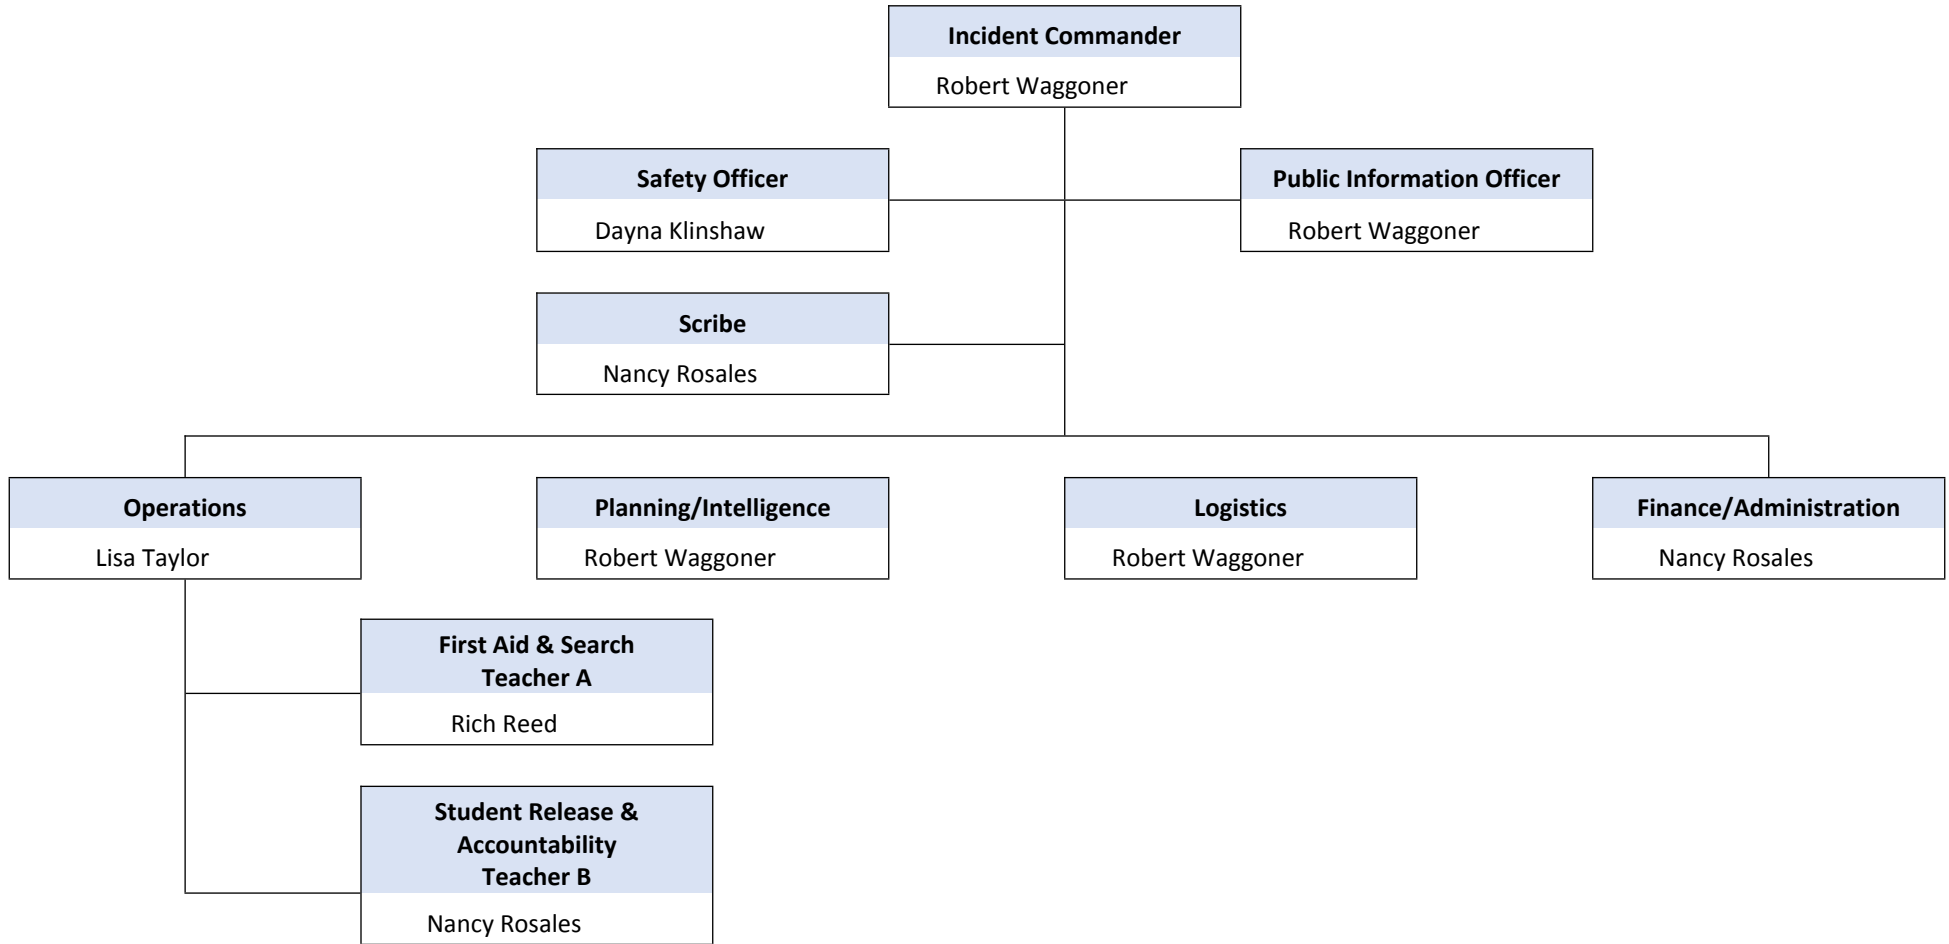 Incident Commander
Robert Waggoner
Safety Officer
Dayna Klinshaw
Public Information Officer
Robert Waggoner
Scribe
Nancy Rosales
Operations
Lisa Taylor
Planning/Intelligence
Robert Waggoner
Logistics
Robert Waggoner
Finance/Administration
Nancy Rosales
First Aid & Search
Teacher A
Rich Reed
Student Release &
Accountability
Teacher B
Nancy Rosales